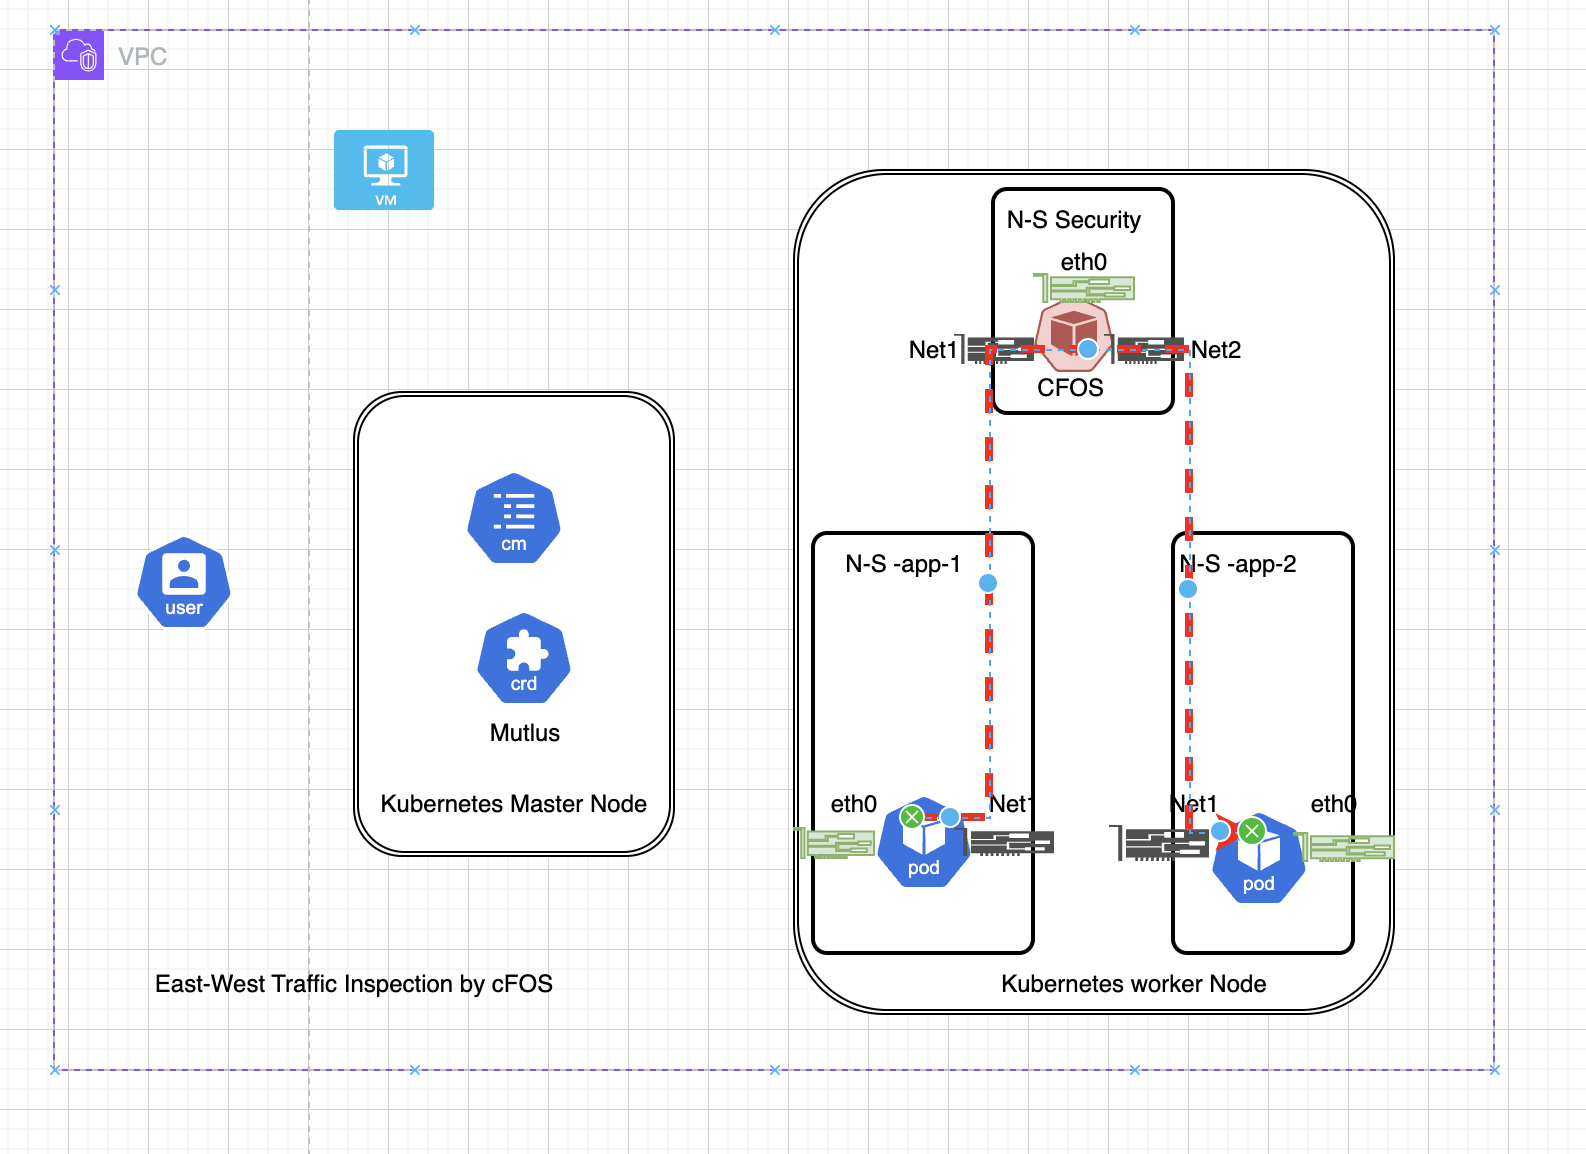 VPC
VM
N-S Security
eth0
Net1
Net2
CFOS
cm
user
crd
Mutlus
Kubernetes Master Node
N-S -app-1
N-S -app-2
eth0
Net1
Net1
eth0
pod
pod
East-West Traffic Inspection by cFOS
Kubernetes worker Node